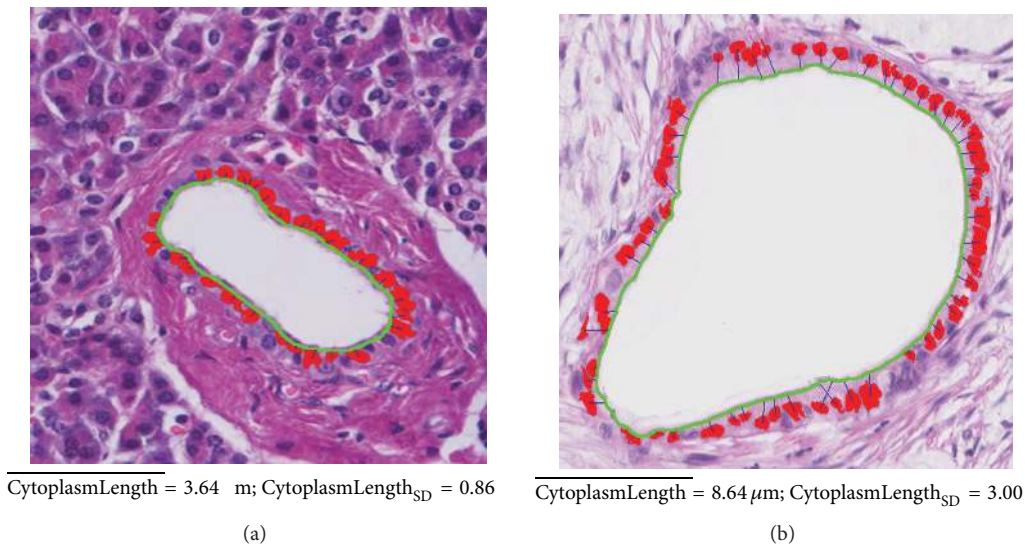 CytoplasmLength = 3.64 m; CytoplasmLength_SD = 0.86
CytoplasmLength = 8.64 μm; CytoplasmLength_SD = 3.00
(a)
(b)